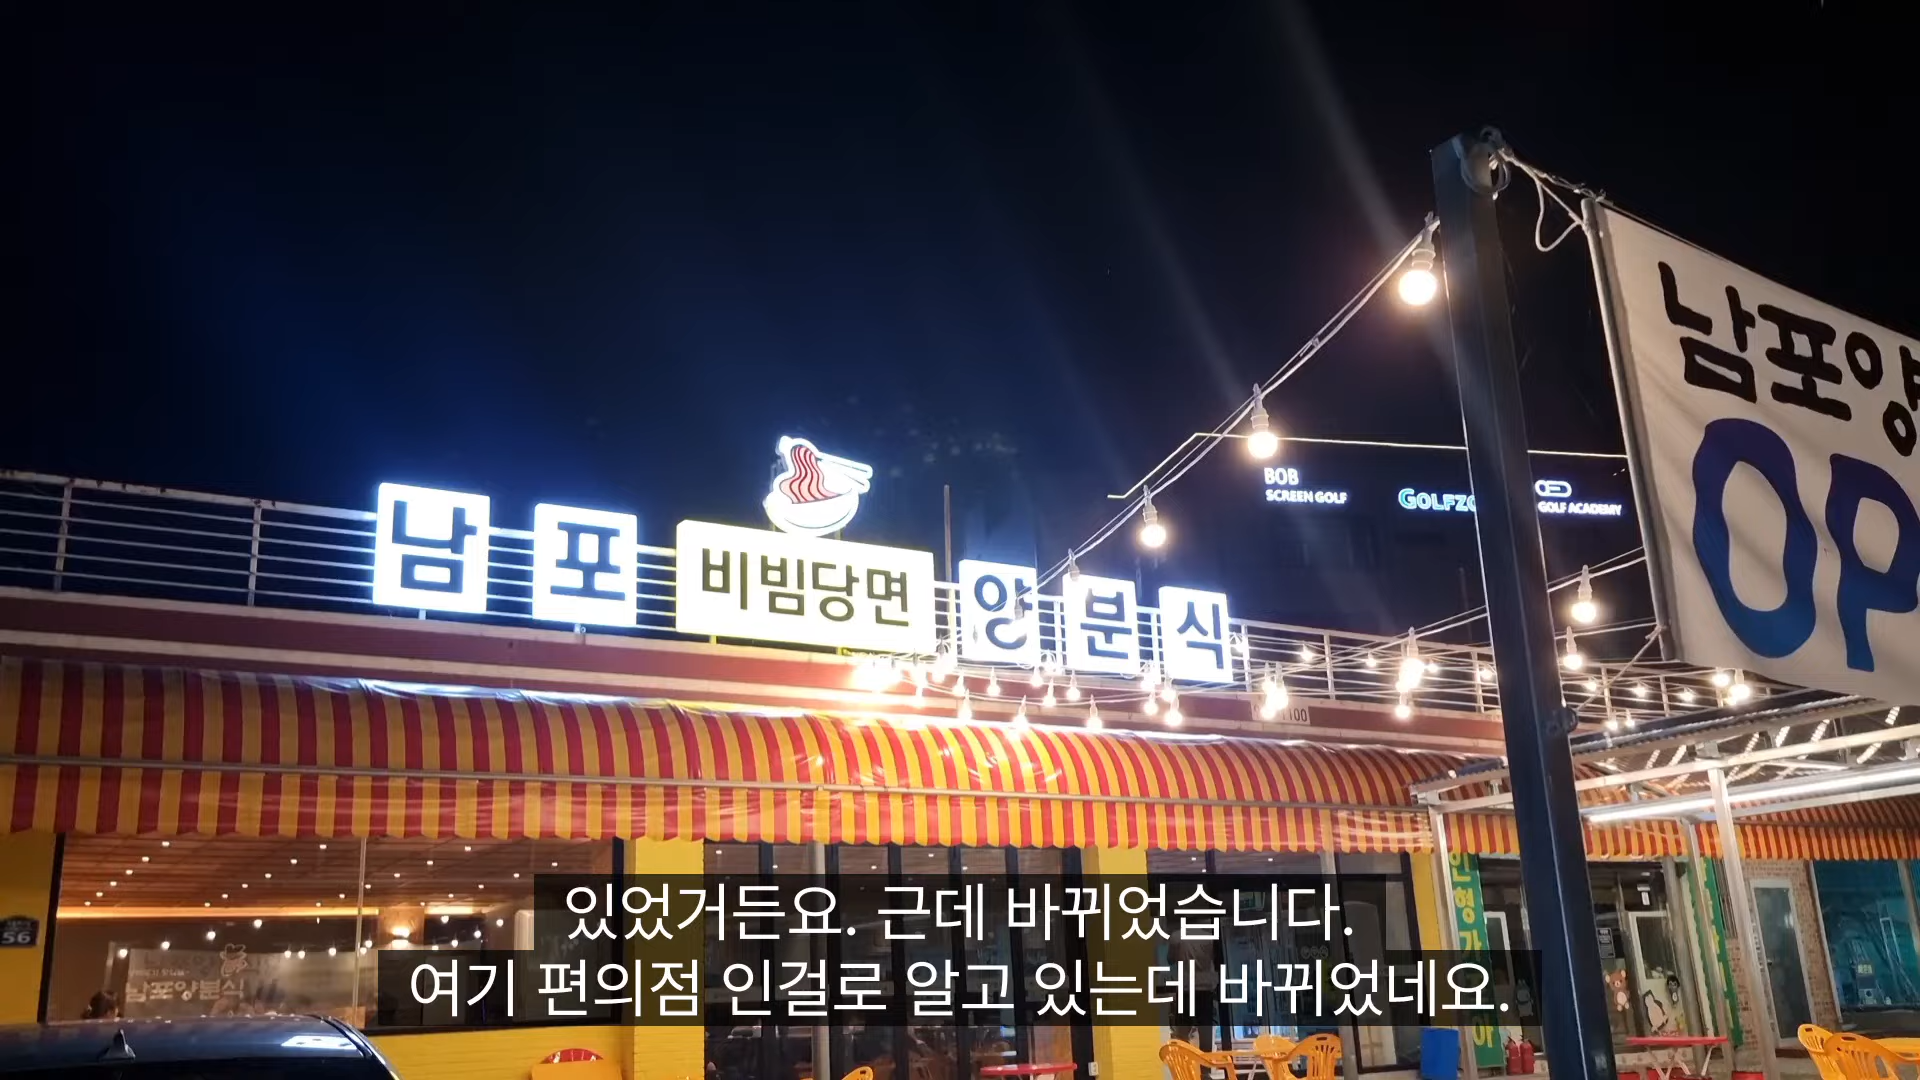 남포 비빔당면 양분식
BOB
SCREEN GOLF
GOLFZO
GOLF ACADEMY
남포양
OP
56
남포양분식
있었거든요. 근데 바뀌었습니다.
여기 편의점 인걸로 알고 있는데 바뀌었네요.